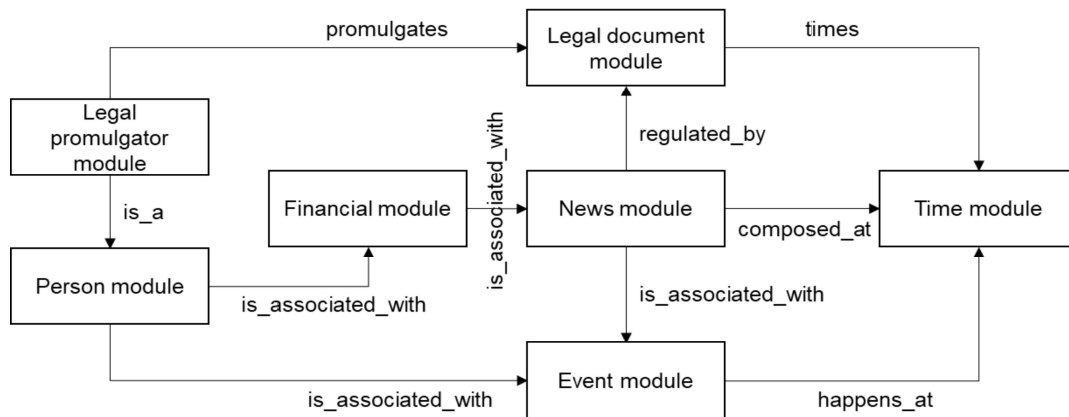 promulgates
Legal document
module
times
Legal
promulgator
module
regulated_by
is_associated_with
is_a
Financial module
News module
Time module
composed_at
Person module
is_associated_with
is_associated_with
Event module
is_associated_with
happens_at